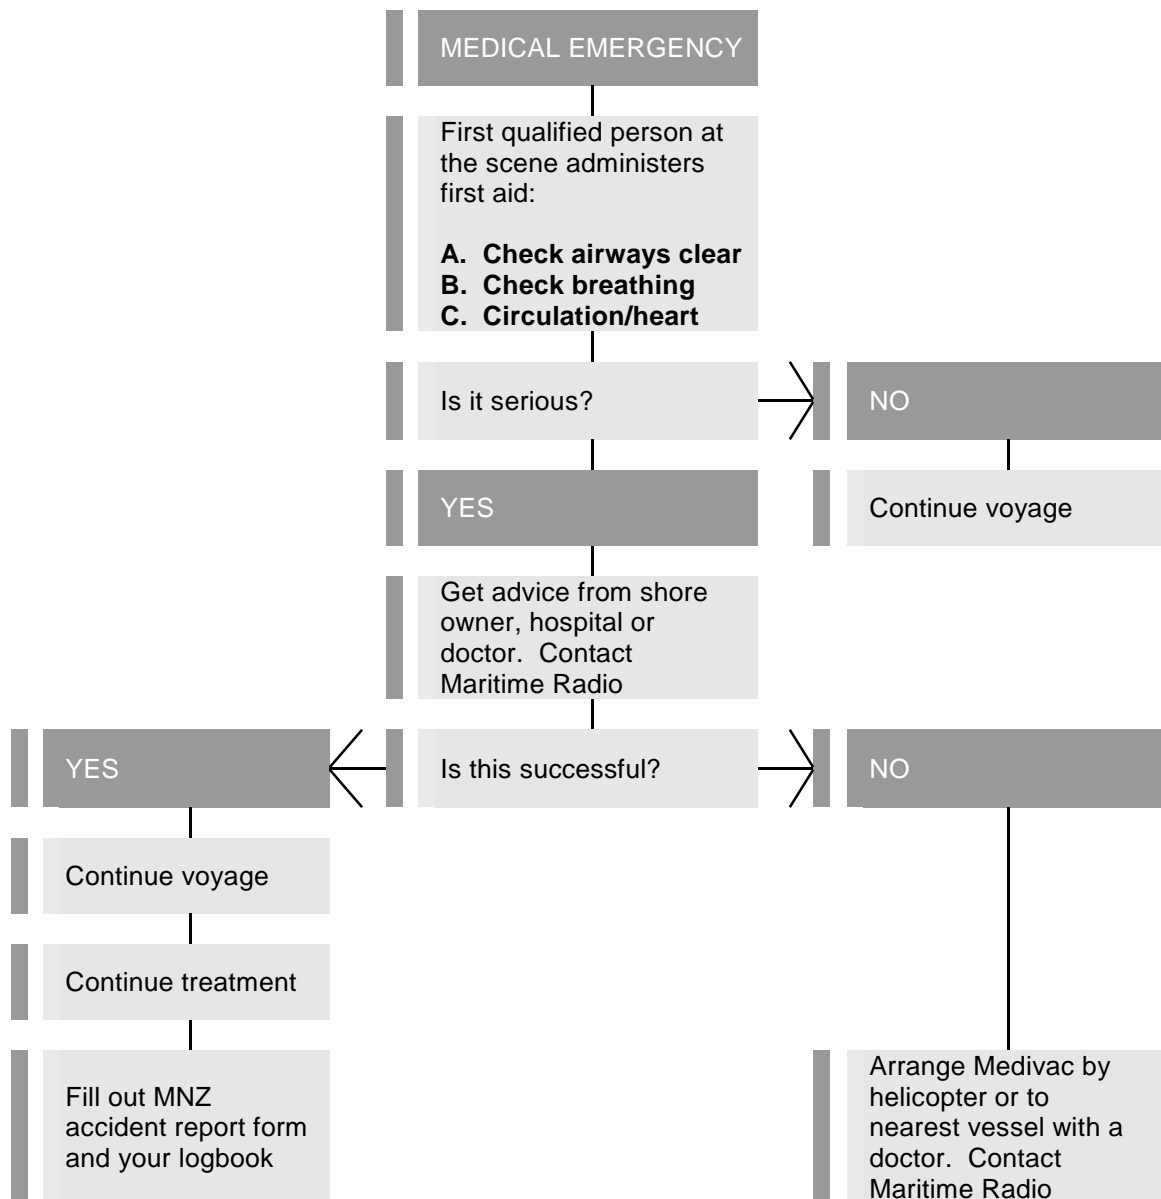 MEDICAL EMERGENCY
First qualified person at
the scene administers
first aid:
A. Check airways clear
B. Check breathing
C. Circulation/heart
Is it serious?
NO
YES
Continue voyage
Get advice from shore
owner, hospital or
doctor. Contact
Maritime Radio
YES
Is this successful?
NO
Continue voyage
Continue treatment
Fill out MNZ
accident report form
and your logbook
Arrange Medivac by
helicopter or to
nearest vessel with a
doctor. Contact
Maritime Radio